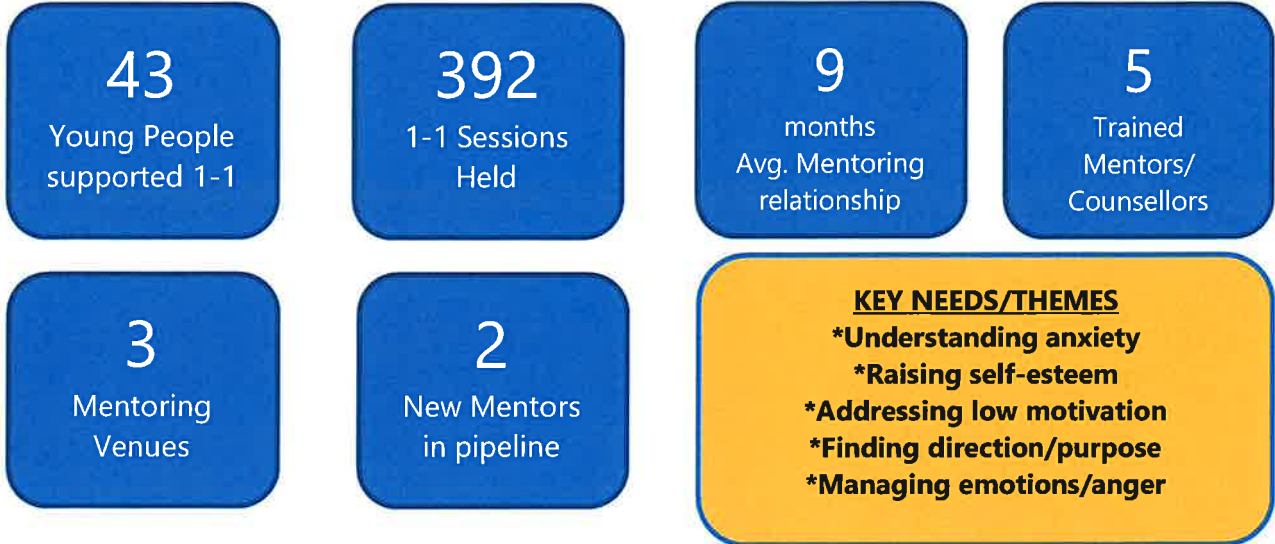 43
Young People
supported 1-1
392
1-1 Sessions
Held
9
months
Avg. Mentoring
relationship
5
Trained
Mentors/
Counsellors
3
Mentoring
Venues
2
New Mentors
in pipeline
KEY NEEDS/THEMES
*Understanding anxiety
*Raising self-esteem
*Addressing low motivation
*Finding direction/purpose
*Managing emotions/anger